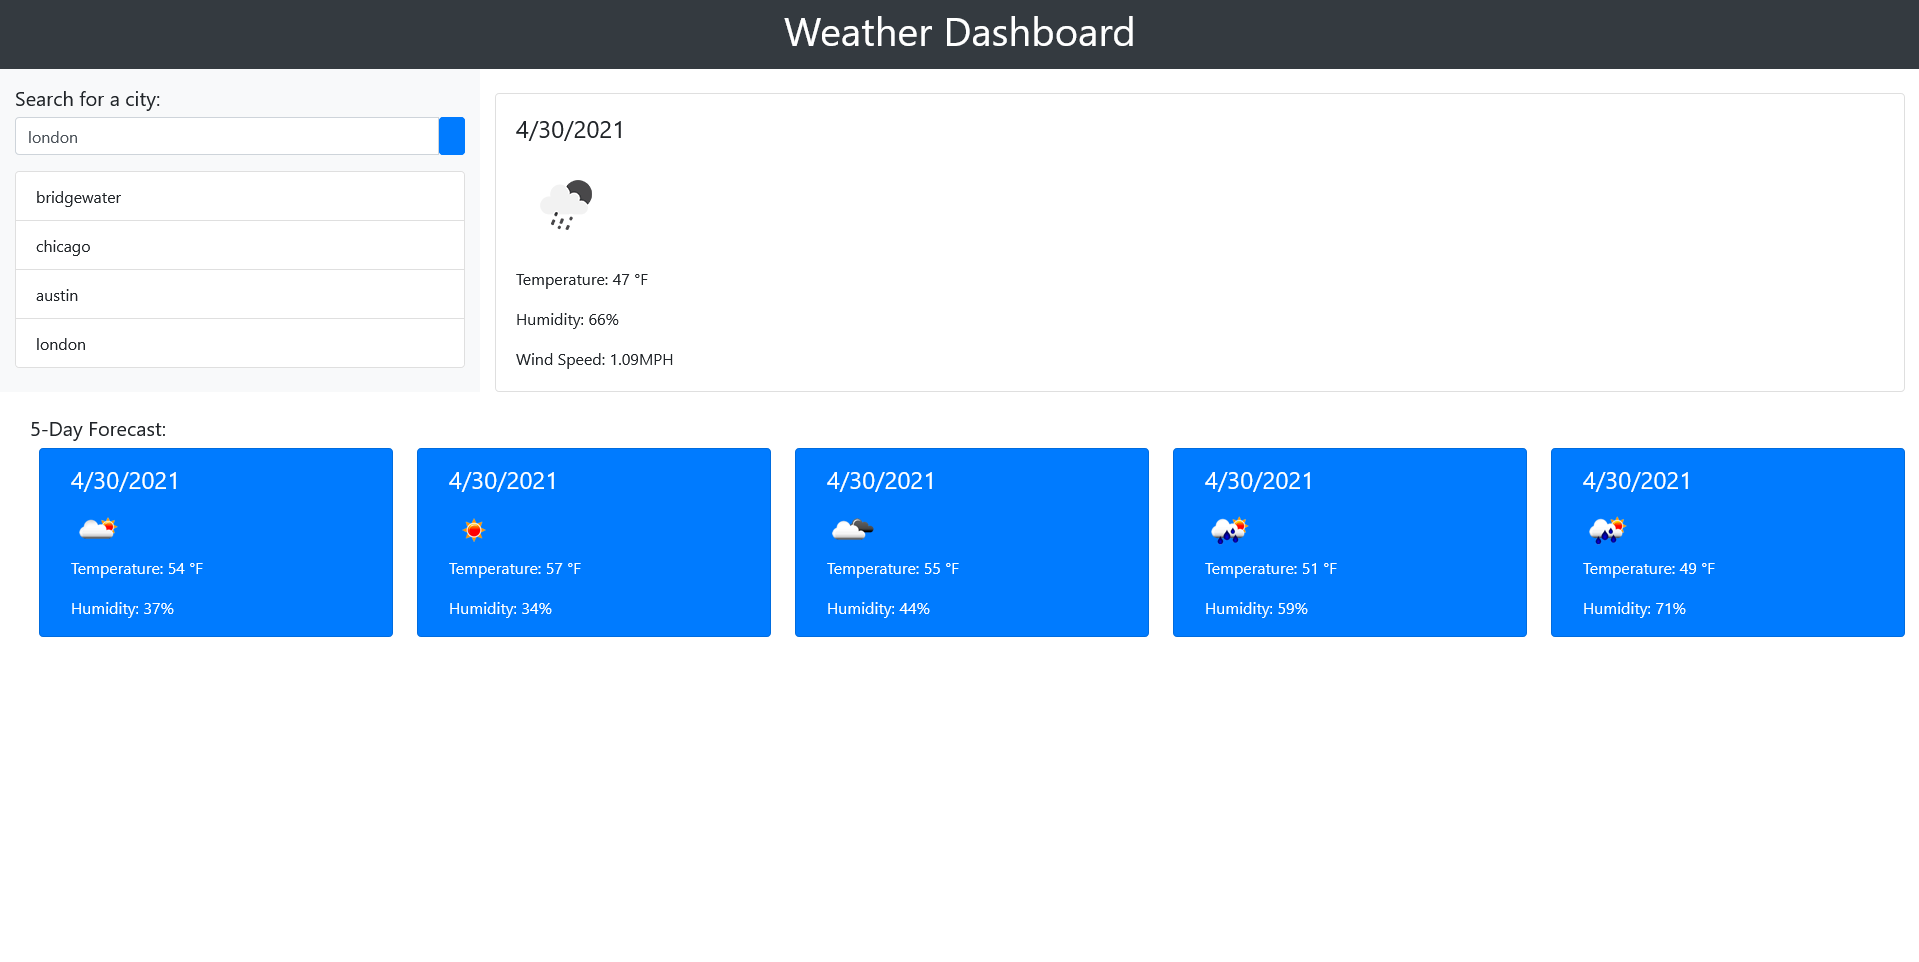 Weather Dashboard
Search for a city:
london
bridgewater
chicago
austin
london
4/30/2021
Temperature: 47 °F
Humidity: 66%
Wind Speed: 1.09MPH
5-Day Forecast:
4/30/2021
Temperature: 54 °F
Humidity: 37%
4/30/2021
Temperature: 57 °F
Humidity: 34%
4/30/2021
Temperature: 55 °F
Humidity: 44%
4/30/2021
Temperature: 51 °F
Humidity: 59%
4/30/2021
Temperature: 49 °F
Humidity: 71%